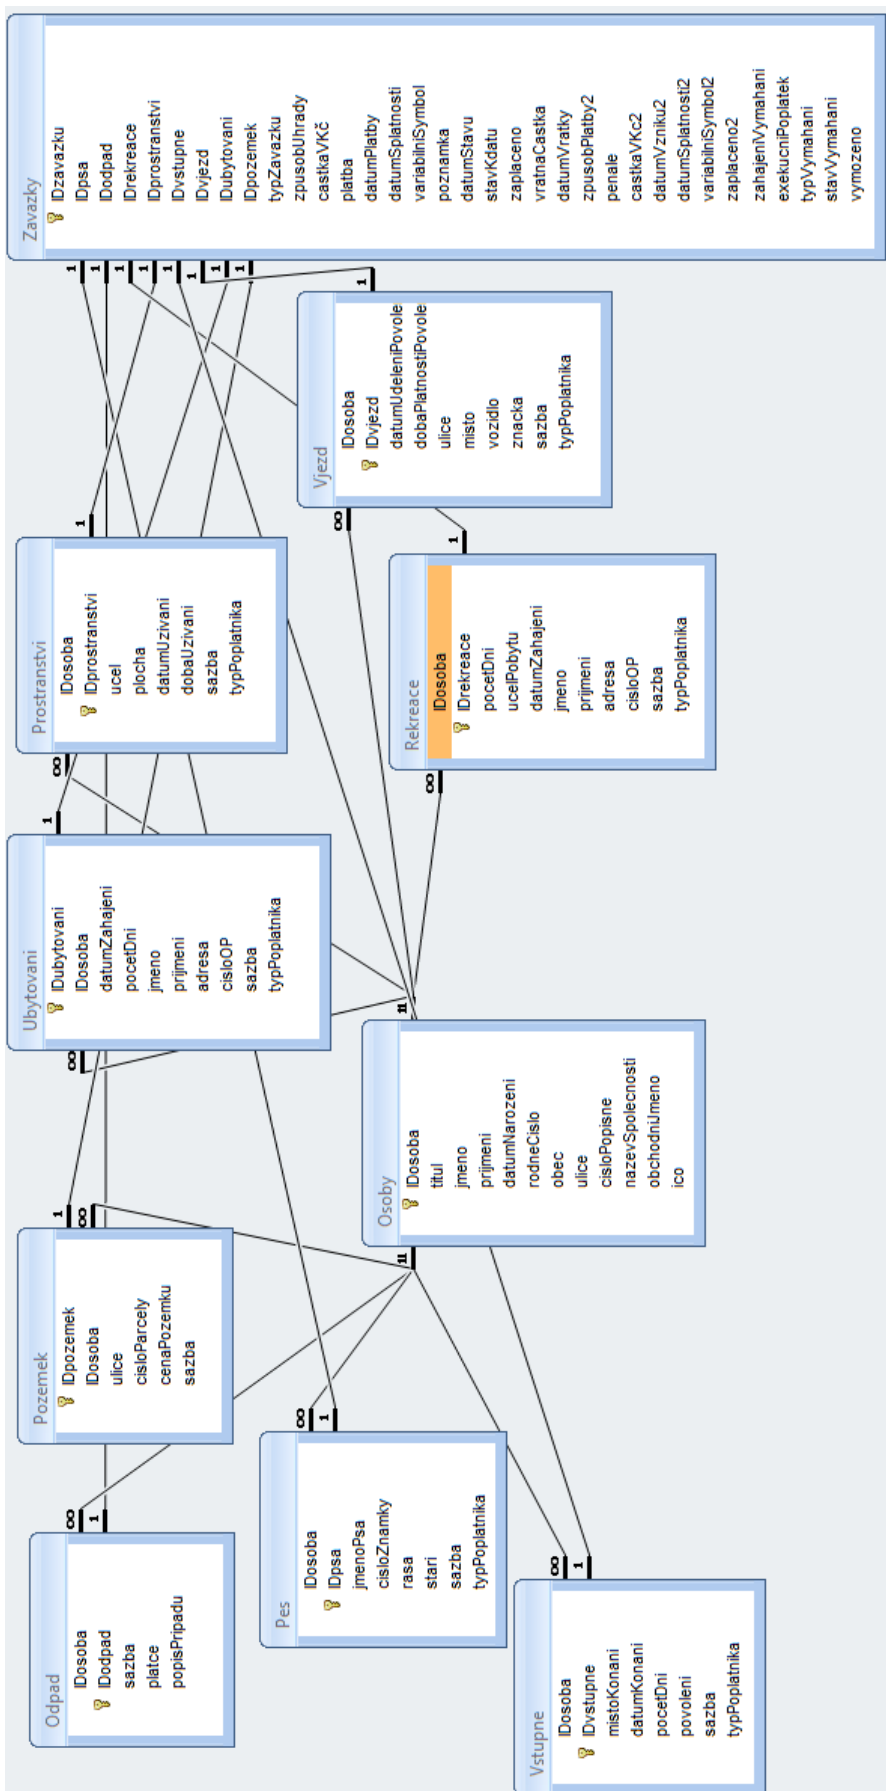 Odpad
IDosoba
IDodpad
sazba
platce
popisPripadu
Pozemek
IDpozemek
IDosoba
ulice
cisloParcely
cenaPozemku
sazba
Ubytovani
IDubytovani
IDosoba
datumZahajeni
pocetDni
jmeno
prijmeni
adresa
cisloOP
sazba
typPoplatnika
Prostranstvi
IDosoba
IDprostranstvi
ucel
plocha
datumUzivani
dobaUzivani
sazba
typPoplatnika
Zavazky
IDzavazku
IDpsa
IDodpad
IDrekreace
IDprostranstvi
IDvstupne
IDvjezd
IDubytovani
IDpozemek
typZavazku
zpusobUhrady
castkaVKč
platba
datumPlatby
datumSplatnosti
variabilniSymbol
poznamka
datumStavu
stavKdatu
zaplaceno
vratnaCastka
datumVratky
zpusobPlatby2
penale
castkaVKc2
datumVzniku2
datumSplatnosti2
variabilniSymbol2
zaplaceno2
zahajeniVymahani
exekucniPoplatek
typVymahani
stavVymahani
vymozeno
Pes
IDosoba
IDpsa
jmenoPsa
cisloZnamky
rasa
stari
sazba
typPoplatnika
Osoby
IDosoba
titul
jmeno
prijmeni
datumNarozeni
rodneCislo
obec
ulice
cisloPopisne
nazevSpolecnosti
obchodniJmeno
ico
Vjezd
IDosoba
IDvjezd
datumUdeleniPovole
dobaPlatnostiPovole
ulice
misto
vozidlo
znacka
sazba
typPoplatnika
Rekreace
IDosoba
IDrekreace
pocetDni
ucelPobytu
datumZahajeni
jmeno
prijmeni
adresa
cisloOP
sazba
typPoplatnika
Vstupne
IDosoba
IDvstupne
mistoKonani
datumKonani
pocetDni
povoleni
sazba
typPoplatnika